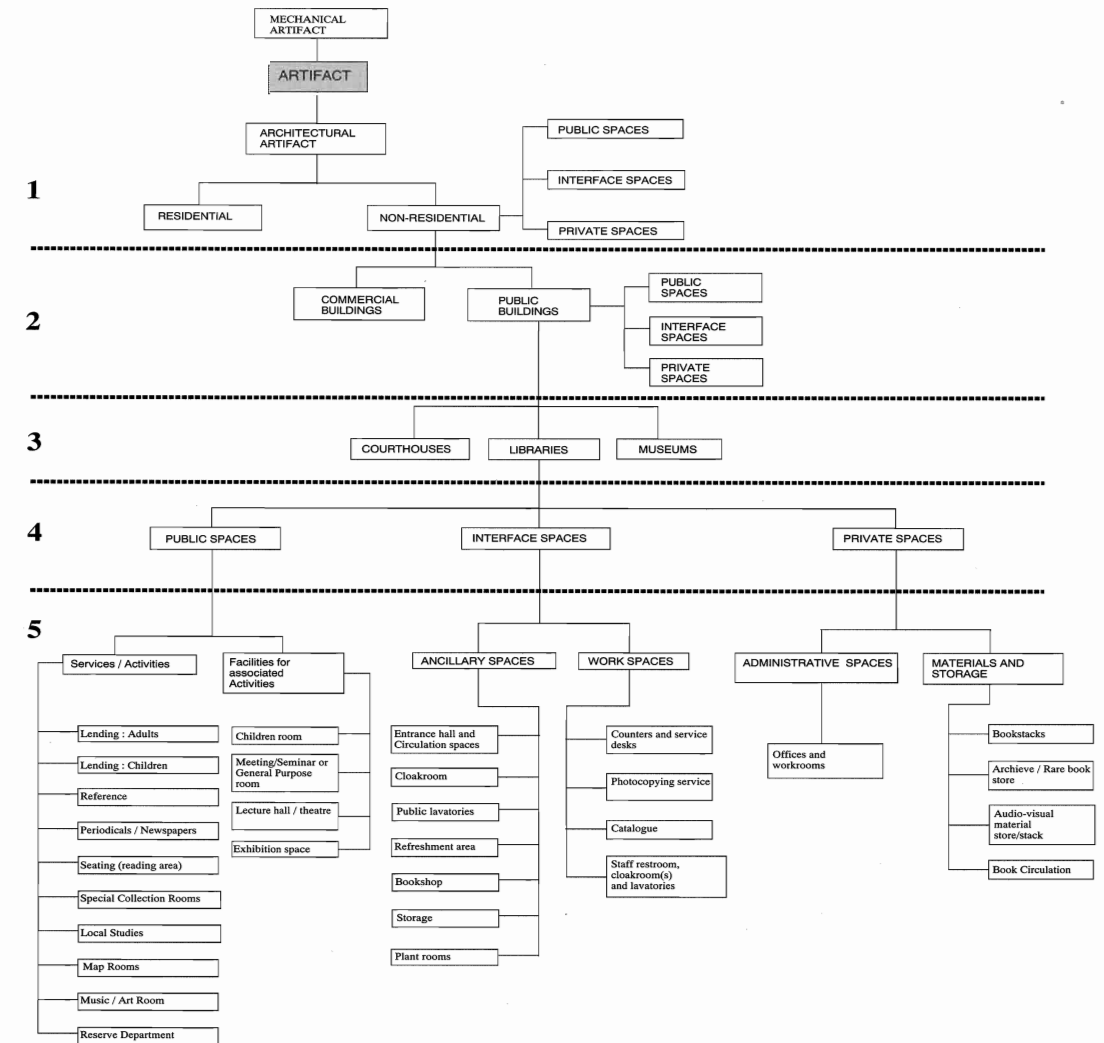 MECHANICAL
ARTIFACT
ARTIFACT
ARCHITECTURAL
ARTIFACT
PUBLIC SPACES
INTERFACE SPACES
PRIVATE SPACES
1
RESIDENTIAL
NON-RESIDENTIAL
2
COMMERCIAL
BUILDINGS
PUBLIC
BUILDINGS
PUBLIC
SPACES
INTERFACE
SPACES
PRIVATE
SPACES
3
COURTHOUSES
LIBRARIES
MUSEUMS
4
PUBLIC SPACES
INTERFACE SPACES
PRIVATE SPACES
5
Services / Activities
Lending : Adults
Lending : Children
Reference
Periodicals / Newspapers
Seating (reading area)
Special Collection Rooms
Local Studies
Map Rooms
Music / Art Room
Reserve Department
Facilities for
associated
Activities
Children room
Meeting/Seminar or
General Purpose
room
Lecture hall / theatre
Exhibition space
ANCILLARY SPACES
Entrance hall and
Circulation spaces
Cloakroom
Public lavatories
Refreshment area
Bookshop
Storage
Plant rooms
WORK SPACES
Counters and service
desks
Photocopying service
Catalogue
Staff restroom,
cloakroom(s)
and lavatories
ADMINISTRATIVE SPACES
Offices and
workrooms
MATERIALS AND
STORAGE
Bookstacks
Archieve / Rare book
store
Audio-visual
material
store/stack
Book Circulation